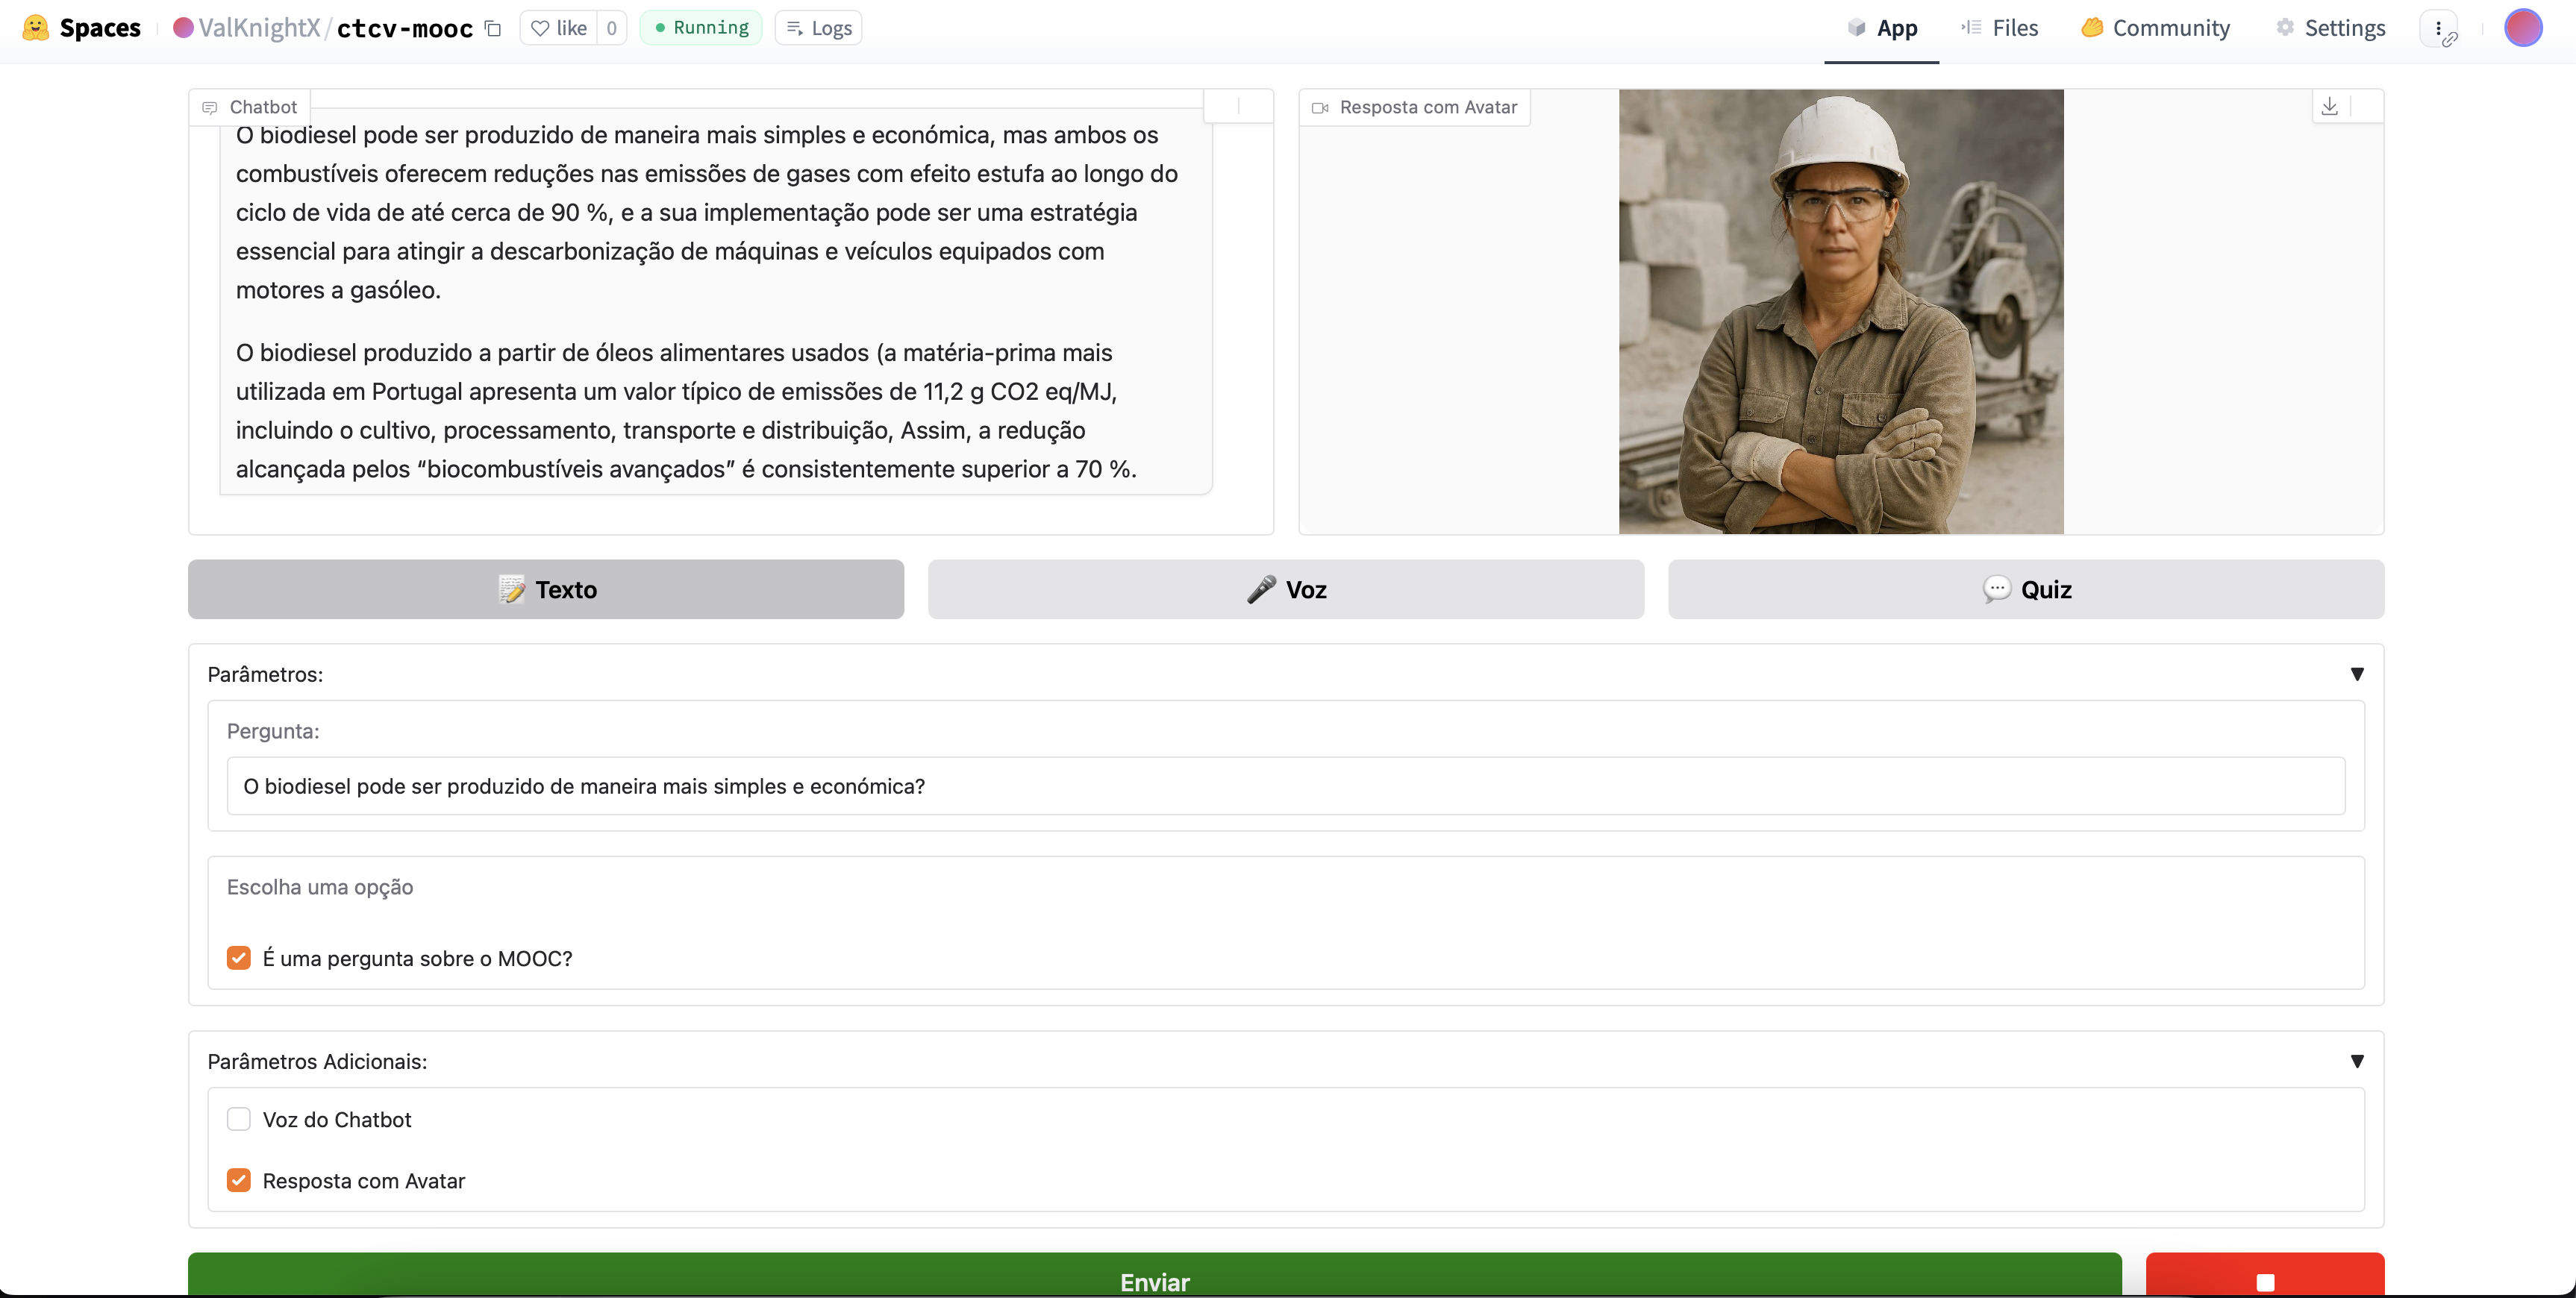 Spaces
ValKnightX/ctcv-mooc
like 0
Running
Logs
App
Files
Community
Settings
Chatbot
O biodiesel pode ser produzido de maneira mais simples e económica, mas ambos os
combustíveis oferecem reduções nas emissões de gases com efeito estufa ao longo do
ciclo de vida de até cerca de 90 %, e a sua implementação pode ser uma estratégia
essencial para atingir a descarbonização de máquinas e veículos equipados com
motores a gasóleo.
O biodiesel produzido a partir de óleos alimentares usados (a matéria-prima mais
utilizada em Portugal apresenta um valor típico de emissões de 11,2 g CO2 eq/MJ,
incluindo o cultivo, processamento, transporte e distribuição, Assim, a redução
alcançada pelos “biocombustíveis avançados” é consistentemente superior a 70 %.
Resposta com Avatar
Texto
Voz
Quiz
Parâmetros:
Pergunta:
O biodiesel pode ser produzido de maneira mais simples e económica?
Escolha uma opção
É uma pergunta sobre o MOOC?
Parâmetros Adicionais:
Voz do Chatbot
Resposta com Avatar
Enviar